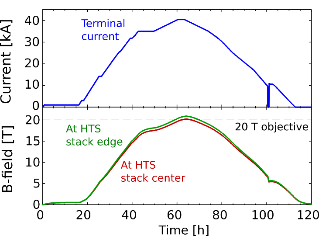 Current [kA]
40
30
20
10
0
Terminal
current
B-field [T]
20
15
10
5
0
20 T objective
At HTS
stack edge
At HTS
stack center
0 20 40 60 80 100 120
Time [h]